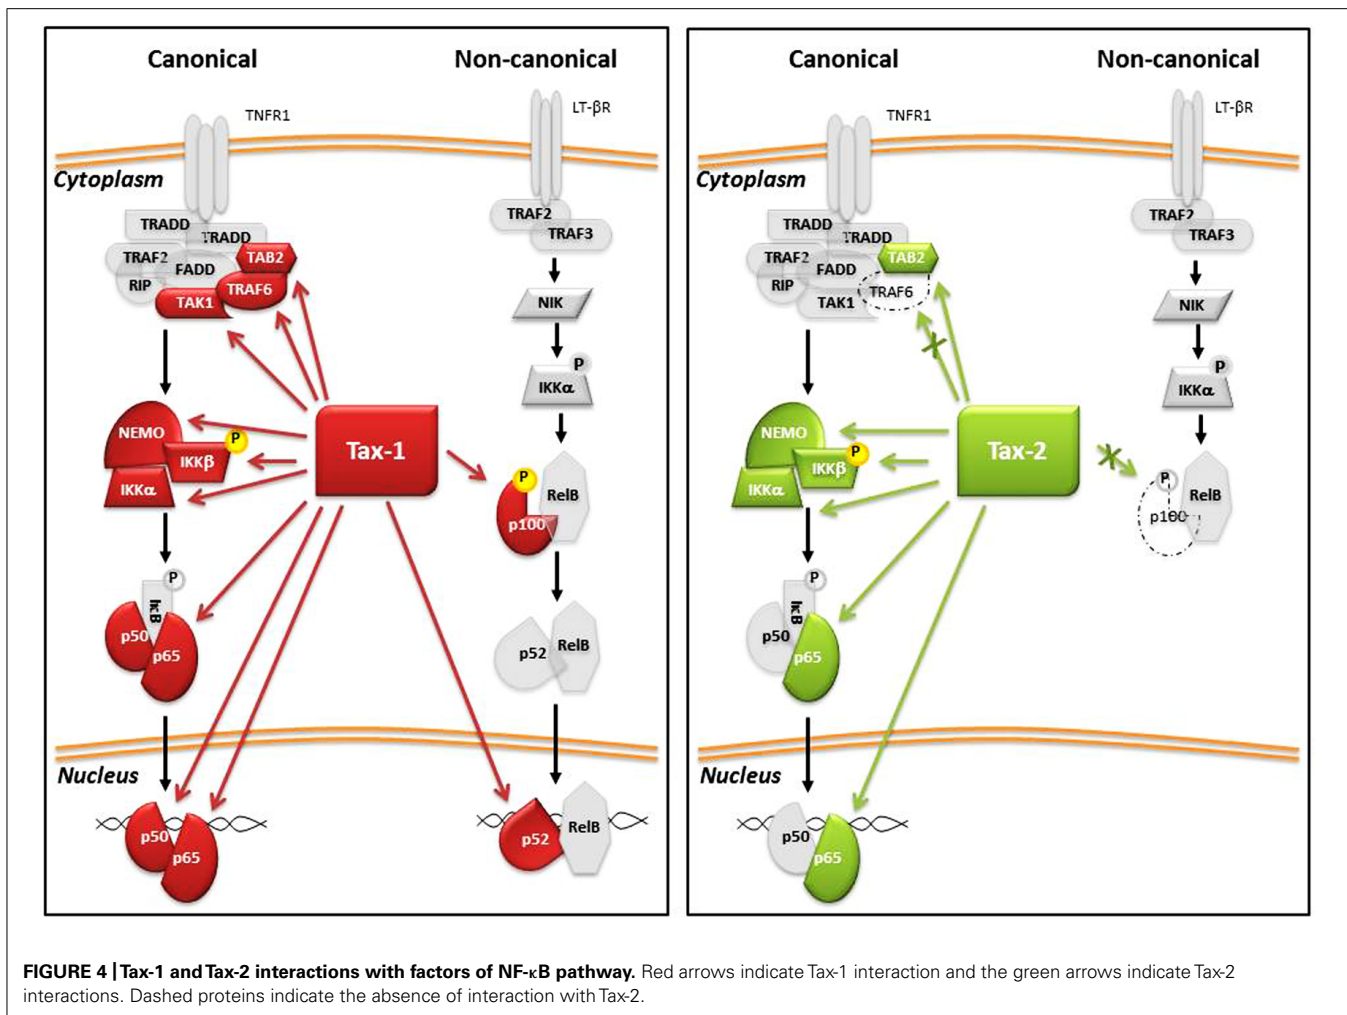 Canonical
Non-canonical
TNFR1
LT-βR
Cytoplasm
TRADD
TRADD
TRAF2
FADD
TAB2
RIP
TRAF6
TAK1
TRAF2
TRAF3
NIK
P
IKKα
NEMO
P
IKKβ
IKKα
Tax-1
P
RelB
p100
P
IκB
p50
p65
p52
RelB
Nucleus
p50
p65
p52
RelB
Canonical
Non-canonical
TNFR1
LT-βR
Cytoplasm
TRADD
TRADD
TRAF2
FADD
TAB2
RIP
TRAF6
TAK1
TRAF2
TRAF3
NIK
P
IKKα
NEMO
P
IKKβ
IKKα
Tax-2
P
RelB
p100
P
IκB
p50
p65
Nucleus
p50
p65
FIGURE 4 | Tax-1 and Tax-2 interactions with factors of NF-κB pathway. Red arrows indicate Tax-1 interaction and the green arrows indicate Tax-2
interactions. Dashed proteins indicate the absence of interaction with Tax-2.